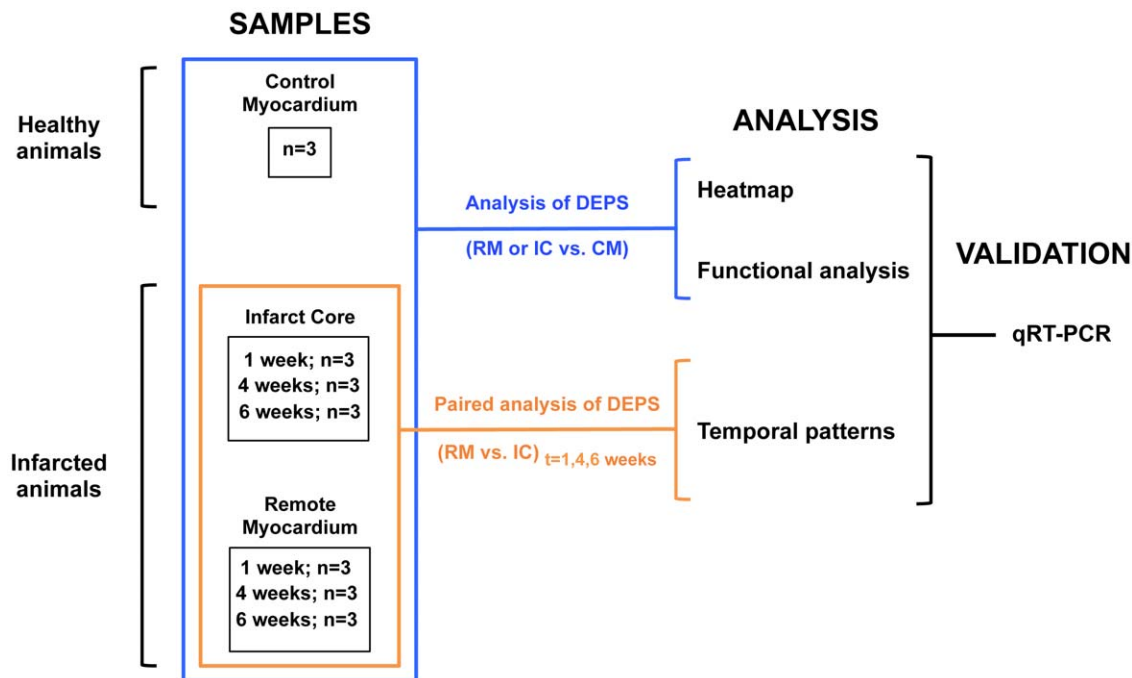 SAMPLES
Healthy
animals
Control
Myocardium
n=3
Infarcted
animals
Infarct Core
1 week; n=3
4 weeks; n=3
6 weeks; n=3
Remote
Myocardium
1 week; n=3
4 weeks; n=3
6 weeks; n=3
Analysis of DEPS
(RM or IC vs. CM)
Paired analysis of DEPS
(RM vs. IC) t=1,4,6 weeks
ANALYSIS
Heatmap
Functional analysis
Temporal patterns
VALIDATION
qRT-PCR